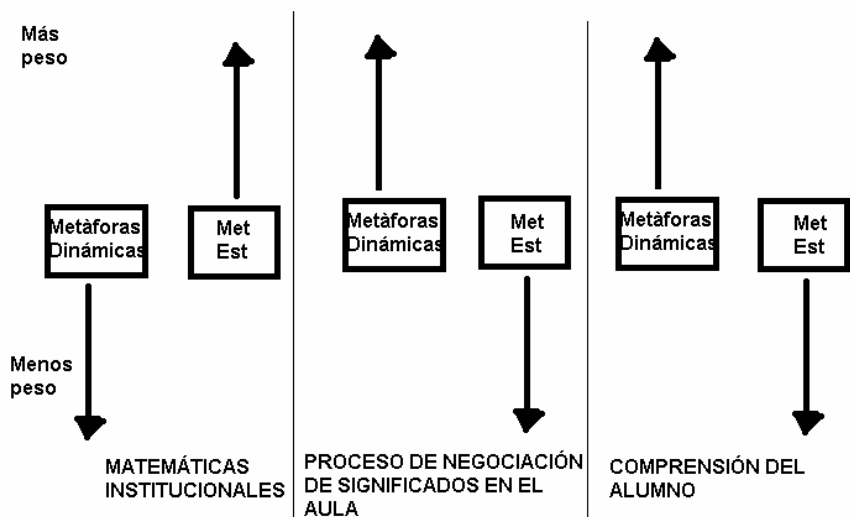 Más
peso
Metàforas
Dinámicas
Met
Est
Metàforas
Dinámicas
Met
Est
Metàforas
Dinámicas
Met
Est
Menos
peso
MATEMÁTICAS
INSTITUCIONALES
PROCESO DE NEGOCIACIÓN
DE SIGNIFICADOS EN EL
AULA
COMPRENSIÓN DEL
ALUMNO